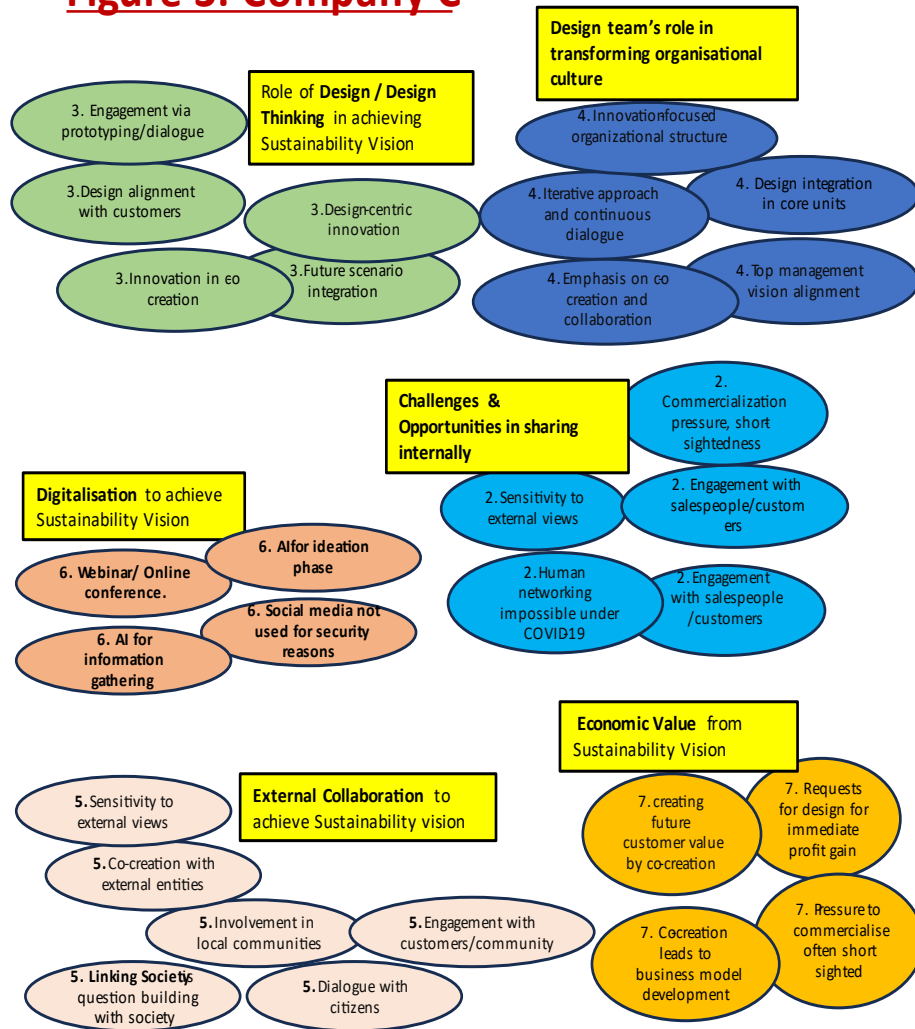 Figure 3: Company C
Design team's role in
transforming organisational
culture
Role of Design / Design
Thinking in achieving
Sustainability Vision
3. Engagement via
prototyping/dialogue
3.Design alignment
with customers
3.Design-centric
innovation
3.Innovation in co
creation
3.Future scenario
integration
4. Innovation-focused
organizational structure
4.Iterative approach
and continuous
dialogue
4. Design integration
in core units
4.Emphasis on co
creation and
collaboration
4.Top management
vision alignment
Challenges &
Opportunities in sharing
internally
2.
Commercialization
pressure, short
sightedness
2.Sensitivity to
external views
2. Engagement with
salespeople/custom
ers
2.Human
networking
impossible under
COVID19
2.Engagement
with salespeople
/customers
Digitalisation to achieve
Sustainability Vision
6. AI for ideation
phase
6. Webinar/ Online
conference.
6. Social media not
used for security
reasons
6. AI for
information
gathering
Economic Value from
Sustainability Vision
7. creating
future
customer value
by co-creation
7. Requests
for design for
immediate
profit gain
7. Cocreation
leads to
business model
development
7. Pressure to
commercialise
often short
sighted
External Collaboration to
achieve Sustainability vision
5.Sensitivity to
external views
5.Co-creation with
external entities
5.Involvement in
local communities
5.Engagement with
customers/community
5. Linking Society's
question building
with society
5.Dialogue with
citizens